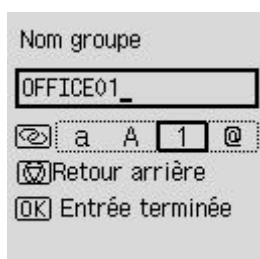 Nom groupe
OFFICE01_
a A 1 @
Retour arrière
OK Entrée terminée